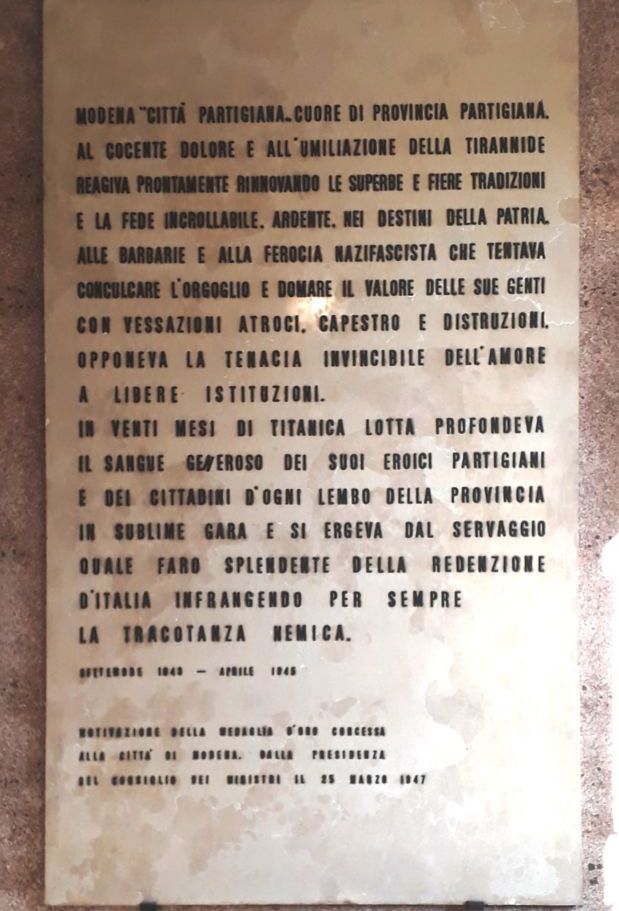 MODENA "CITTÀ PARTIGIANA„ CUORE DI PROVINCIA PARTIGIANA,
AL COCENTE DOLORE E ALL'UMILIAZIONE DELLA TIRANNIDE
REAGIVA PRONTAMENTE RINNOVANDO LE SUPERBE E FIERE TRADIZIONI
E LA FEDE INCROLLABILE, ARDENTE, NEI DESTINI DELLA PATRIA.
ALLE BARBARIE E ALLA FEROCIA NAZIFASCISTA CHE TENTAVA
CONCULCARE L'ORGOGLIO E DOMARE IL VALORE DELLE SUE GENTI
CON VESSAZIONI ATROCI, CAPESTRO E DISTRUZIONI,
OPPONEVA LA TENACIA INVINCIBILE DELL'AMORE
A LIBERE ISTITUZIONI.
IN VENTI MESI DI TITANICA LOTTA PROFONDEVA
IL SANGUE GENEROSO DEI SUOI EROICI PARTIGIANI
E DEI CITTADINI D'OGNI LEMBO DELLA PROVINCIA
IN SUBLIME GARA E SI ERGEVA DAL SERVAGGIO
QUALE FARO SPLENDENTE DELLA REDENZIONE
D'ITALIA INFRANGENDO PER SEMPRE
LA TRACOTANZA NEMICA.
SETTEMBRE 1943 — APRILE 1945
MOTIVAZIONE DELLA MEDAGLIA D'ORO CONCESSA
ALLA CITTÀ DI MODENA, DALLA PRESIDENZA
DEL CONSIGLIO DEI MINISTRI IL 25 MARZO 1947